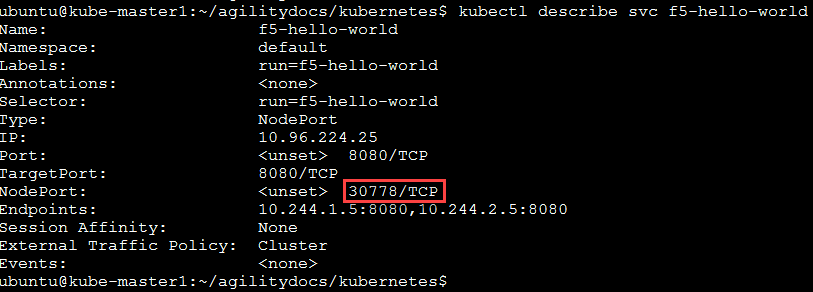 ubuntu@kube-master1:~/agilitydocs/kubernetes$ kubectl describe svc f5-hello-world
Name: f5-hello-world
Namespace: default
Labels: run=f5-hello-world
Annotations: <none>
Selector: run=f5-hello-world
Type: NodePort
IP: 10.96.224.25
Port: <unset> 8080/TCP
TargetPort: 8080/TCP
NodePort: <unset> 30778/TCP
Endpoints: 10.244.1.5:8080,10.244.2.5:8080
Session Affinity: None
External Traffic Policy: Cluster
Events: <none>
ubuntu@kube-master1:~/agilitydocs/kubernetes$